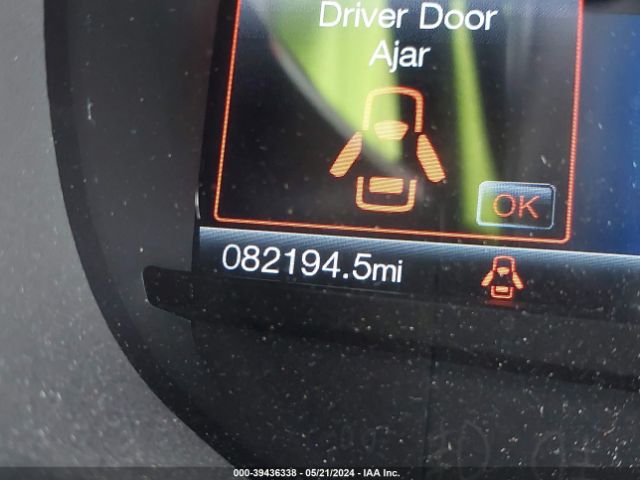 Driver Door
Ajar
OK
082194.5mi
000-39436338 - 05/21/2024 - IAA Inc.